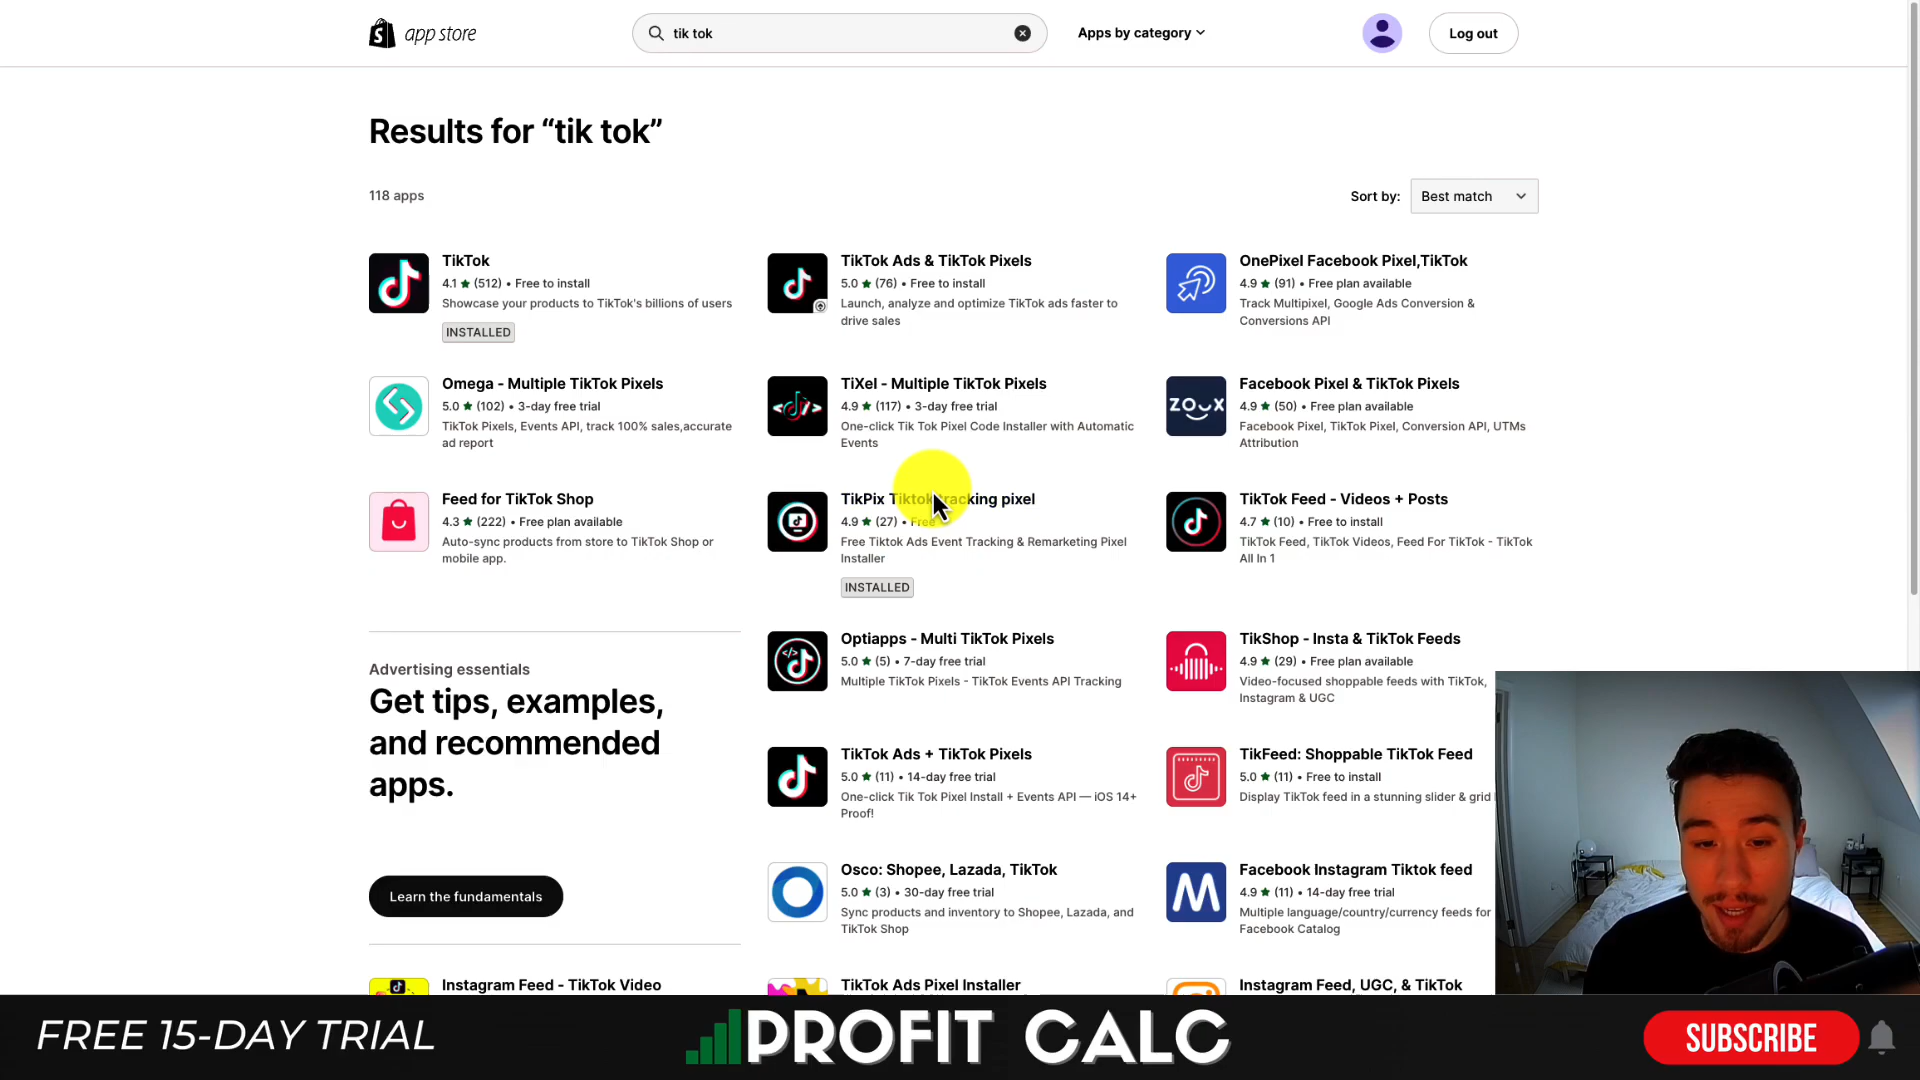 app store
tik tok
Apps by category
Log out
Results for “tik tok”
118 apps
Sort by:
Best match
TikTok
4.1 ★ (512) • Free to install
Showcase your products to TikTok's billions of users
INSTALLED
TikTok Ads & TikTok Pixels
5.0 ★ (76) • Free to install
Launch, analyze and optimize TikTok ads faster to
drive sales
OnePixel Facebook Pixel,TikTok
4.9 ★ (91) • Free plan available
Track Multipixel, Google Ads Conversion &
Conversions API
Omega - Multiple TikTok Pixels
5.0 ★ (102) • 3-day free trial
TikTok Pixels, Events API, track 100% sales,accurate
ad report
TiXel - Multiple TikTok Pixels
4.9 ★ (117) • 3-day free trial
One-click Tik Tok Pixel Code Installer with Automatic
Events
ZOUX
Facebook Pixel & TikTok Pixels
4.9 ★ (50) • Free plan available
Facebook Pixel, TikTok Pixel, Conversion API, UTMs
Attribution
Feed for TikTok Shop
4.3 ★ (222) • Free plan available
Auto-sync products from store to TikTok Shop or
mobile app.
TikPix Tiktok tracking pixel
4.9 ★ (27) • Free
Free Tiktok Ads Event Tracking & Remarketing Pixel
Installer
INSTALLED
TikTok Feed - Videos + Posts
4.7 ★ (10) • Free to install
TikTok Feed, TikTok Videos, Feed For TikTok - TikTok
All In 1
Advertising essentials
Get tips, examples,
and recommended
apps.
Learn the fundamentals
Optiapps - Multi TikTok Pixels
5.0 ★ (5) • 7-day free trial
Multiple TikTok Pixels - TikTok Events API Tracking
TikShop - Insta & TikTok Feeds
4.9 ★ (29) • Free plan available
Video-focused shoppable feeds with TikTok,
Instagram & UGC
TikTok Ads + TikTok Pixels
5.0 ★ (11) • 14-day free trial
One-click Tik Tok Pixel Install + Events API — iOS 14+
Proof!
TikFeed: Shoppable TikTok Feed
5.0 ★ (11) • Free to install
Display TikTok feed in a stunning slider & grid
Osco: Shopee, Lazada, TikTok
5.0 ★ (3) • 30-day free trial
Sync products and inventory to Shopee, Lazada, and
TikTok Shop
M
Facebook Instagram Tiktok feed
4.9 ★ (11) • 14-day free trial
Multiple language/country/currency feeds for
Facebook Catalog
Instagram Feed - TikTok Video
TikTok Ads Pixel Installer
Instagram Feed, UGC, & TikTok
FREE 15-DAY TRIAL
PROFIT CALC
SUBSCRIBE